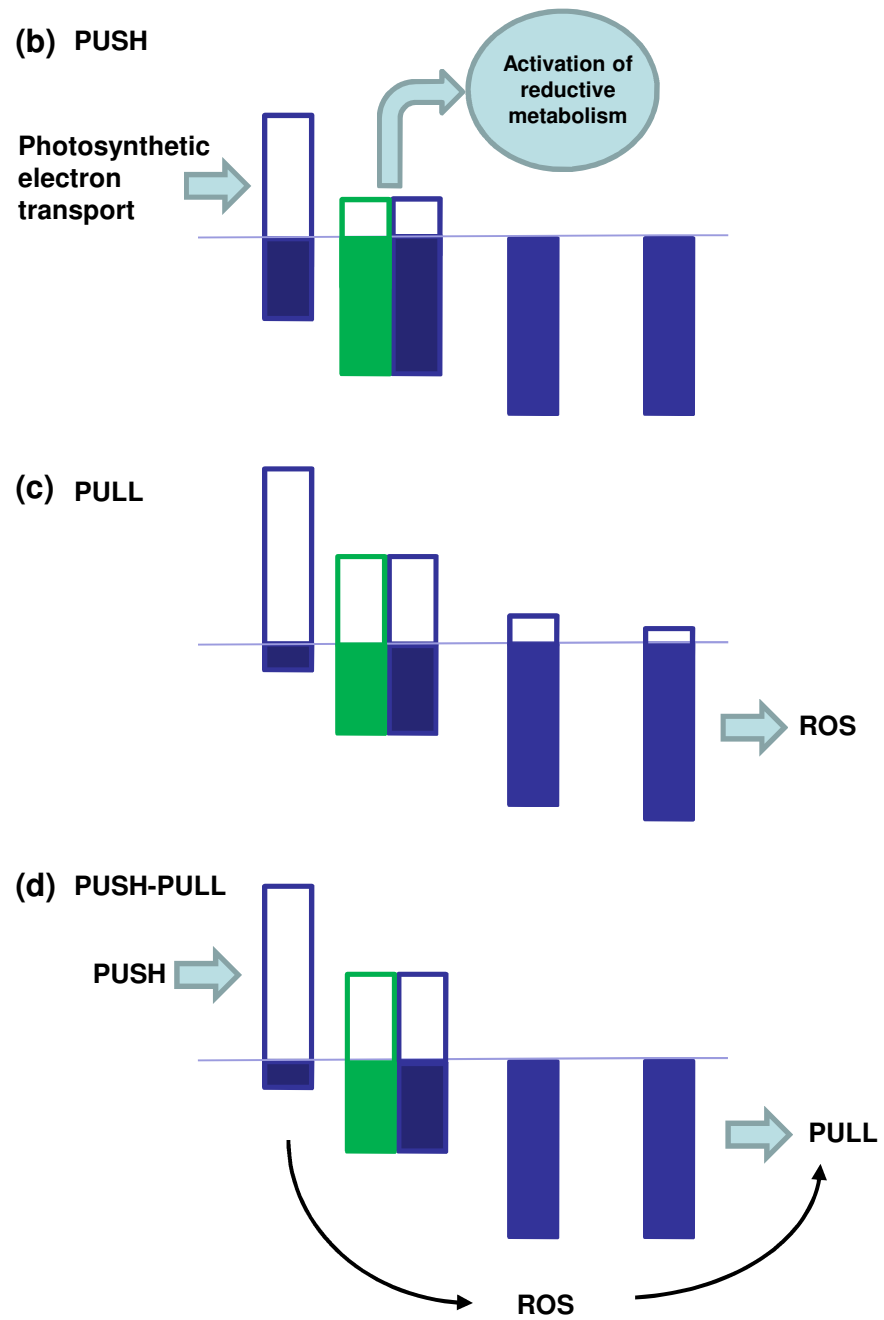 (b) PUSH
Activation of
reductive
metabolism
Photosynthetic
electron
transport
(c) PULL
ROS
(d) PUSH-PULL
PUSH
PULL
ROS